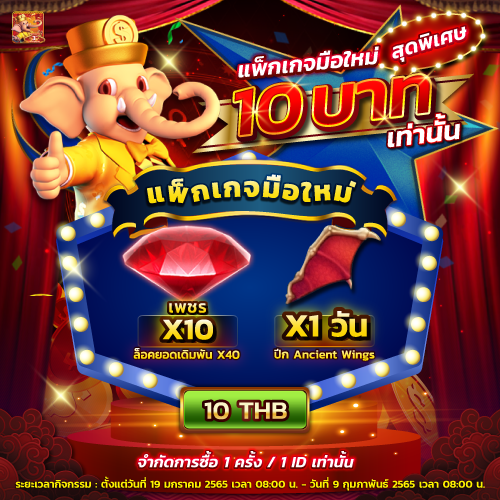 แพ็กเกจมือใหม่ สุดพิเศษ
10 บาท
เท่านั้น
แพ็กเกจมือใหม่
เพชร
X10
ล็อคยอดเดิมพัน X40
X1 วัน
ปีก Ancient Wings
10 THB
จำกัดการซื้อ 1 ครั้ง / 1 ID เท่านั้น
ระยะเวลากิจกรรม : ตั้งแต่วันที่ 19 มกราคม 2565 เวลา 08:00 น. - วันที่ 9 กุมภาพันธ์ 2565 เวลา 08:00 น.